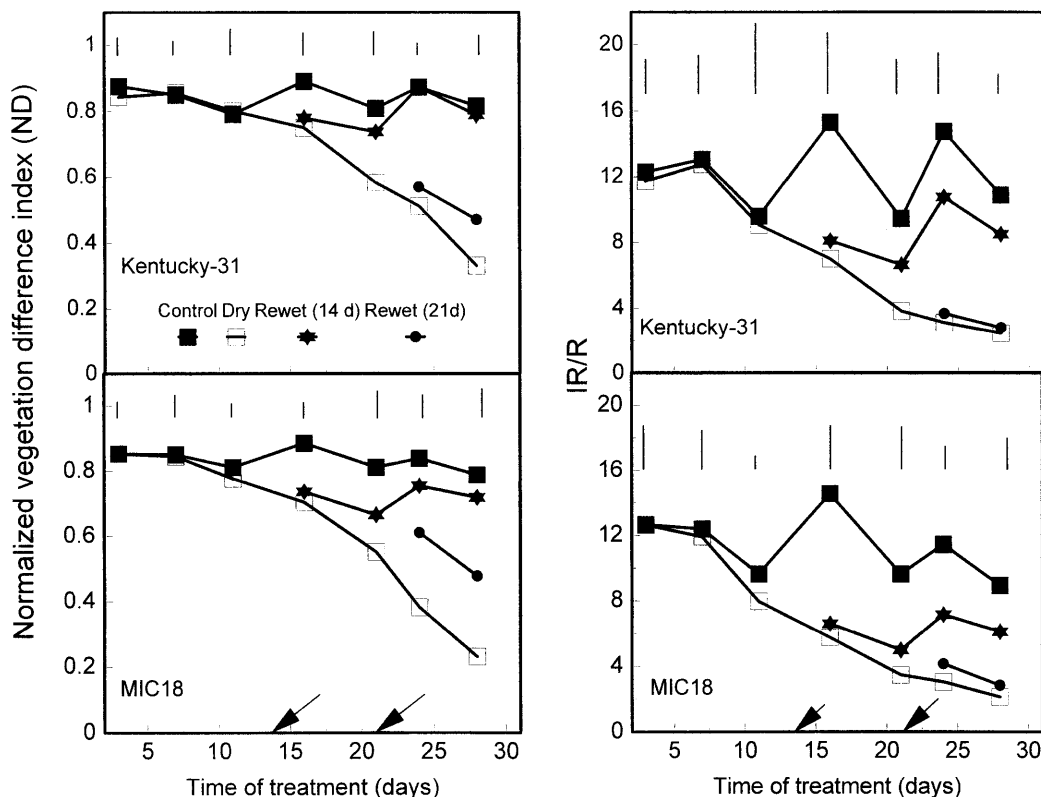 Normalized vegetation difference index (ND)
1
0.8
0.6
0.4
0.2
0
Kentucky-31
Control Dry Rewet (14 d) Rewet (21d)
1
0.8
0.6
0.4
0.2
0
MIC18
5 10 15 20 25 30
Time of treatment (days)
IR/R
20
16
12
8
4
0
Kentucky-31
20
16
12
8
4
0
MIC18
5 10 15 20 25 30
Time of treatment (days)